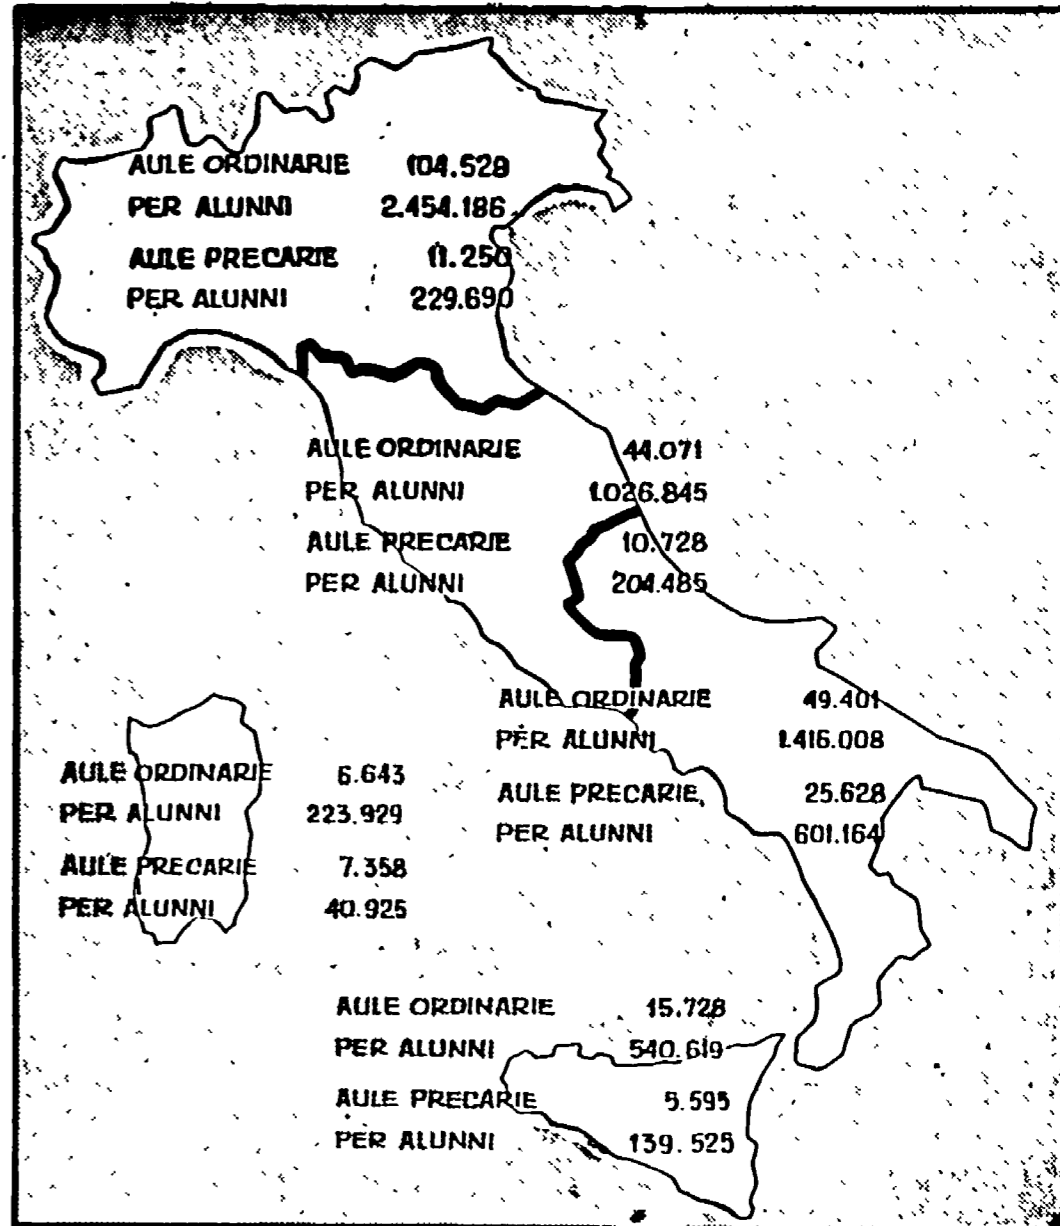 AULE ORDINARIE 104.528
PER ALUNNI 2.454.186
AULE PRECARIE 11.250
PER ALUNNI 229.690
AULE ORDINARIE 44.071
PER ALUNNI 1.026.845
AULE PRECARIE 10.728
PER ALUNNI 204.485
AULE ORDINARIE 49.401
PER ALUNNI 1.416.008
AULE PRECARIE 25.628
PER ALUNNI 601.164
AULE ORDINARIE 6.643
PER ALUNNI 223.929
AULE PRECARIE 7.358
PER ALUNNI 40.925
AULE ORDINARIE 15.728
PER ALUNNI 540.619
AULE PRECARIE 5.595
PER ALUNNI 139.525